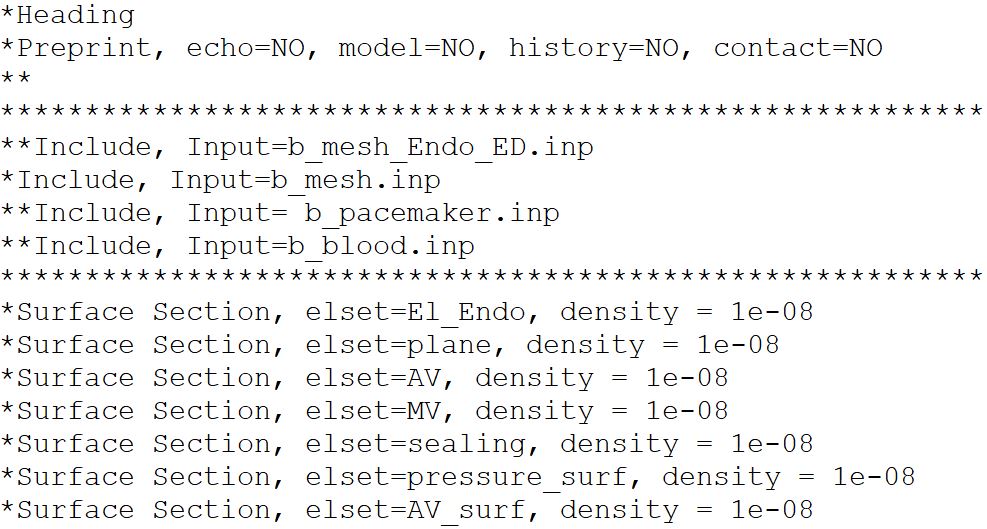 *Heading
*Preprint, echo=NO, model=NO, history=NO, contact=NO
**
**********************************************************
**Include, Input=b_mesh_Endo_ED.inp
*Include, Input=b_mesh.inp
**Include, Input= b_pacemaker.inp
**Include, Input=b_blood.inp
**********************************************************
*Surface Section, elset=El_Endo, density = 1e-08
*Surface Section, elset=plane, density = 1e-08
*Surface Section, elset=AV, density = 1e-08
*Surface Section, elset=MV, density = 1e-08
*Surface Section, elset=sealing, density = 1e-08
*Surface Section, elset=pressure_surf, density = 1e-08
*Surface Section, elset=AV_surf, density = 1e-08